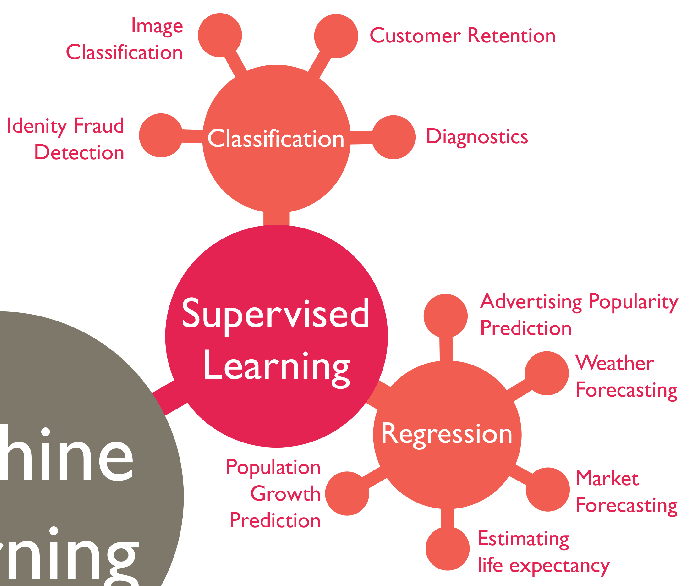 Image
Classification
Customer Retention
Idenity Fraud
Detection
Classification
Diagnostics
Supervised
Learning
Advertising Popularity
Prediction
Weather
Forecasting
Regression
Population
Growth
Prediction
Market
Forecasting
Estimating
life expectancy
hine
rning